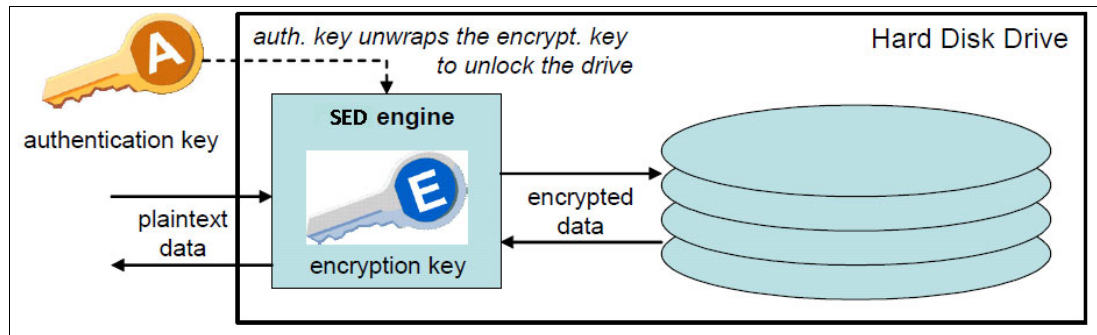 auth. key unwraps the encrypt. key
to unlock the drive
Hard Disk Drive
A
authentication key
SED engine
E
encryption key
plaintext
data
encrypted
data